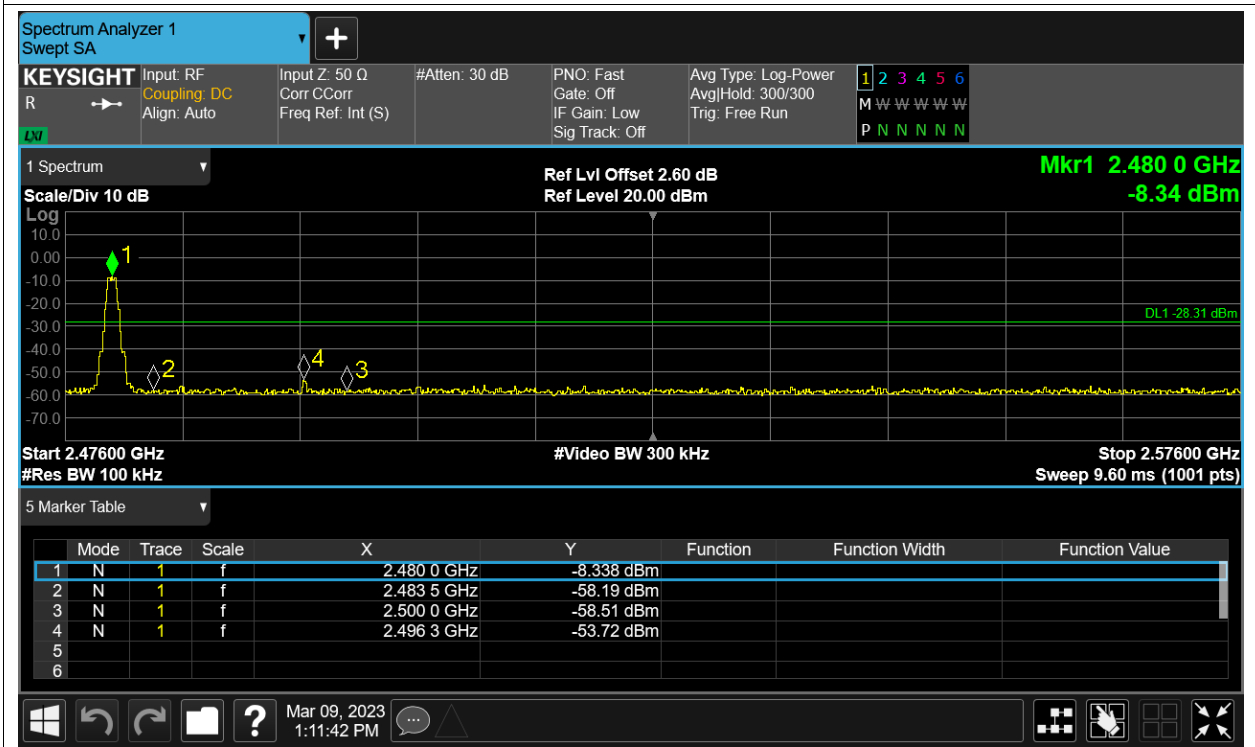 Spectrum Analyzer 1
Swept SA
+
KEYSIGHT Input: RF Input Z: 50 Ω #Atten: 30 dB PNO: Fast Avg Type: Log-Power 1 2 3 4 5 6
R Coupling: DC Corr CCorr Gate: Off Avg|Hold: 300/300 M W W W W W W
Align: Auto Freq Ref: Int (S) IF Gain: Low Trig: Free Run
LXI Sig Track: Off P N N N N N N
1 Spectrum
Ref Lvl Offset 2.60 dB Mkr1 2.480 0 GHz
Scale/Div 10 dB Ref Level 20.00 dBm -8.34 dBm
Log
10.0
0.00 1
-10.0
-20.0
DL1 -28.31 dBm
-30.0
-40.0
-50.0 2 4 3
-60.0
-70.0
Start 2.47600 GHz #Video BW 300 kHz Stop 2.57600 GHz
#Res BW 100 kHz Sweep 9.60 ms (1001 pts)
5 Marker Table
Mode Trace Scale X Y Function Function Width Function Value
1 N 1 f 2.480 0 GHz -8.338 dBm
2 N 1 f 2.483 5 GHz -58.19 dBm
3 N 1 f 2.500 0 GHz -58.51 dBm
4 N 1 f 2.496 3 GHz -53.72 dBm
5
6
? Mar 09, 2023
1:11:42 PM